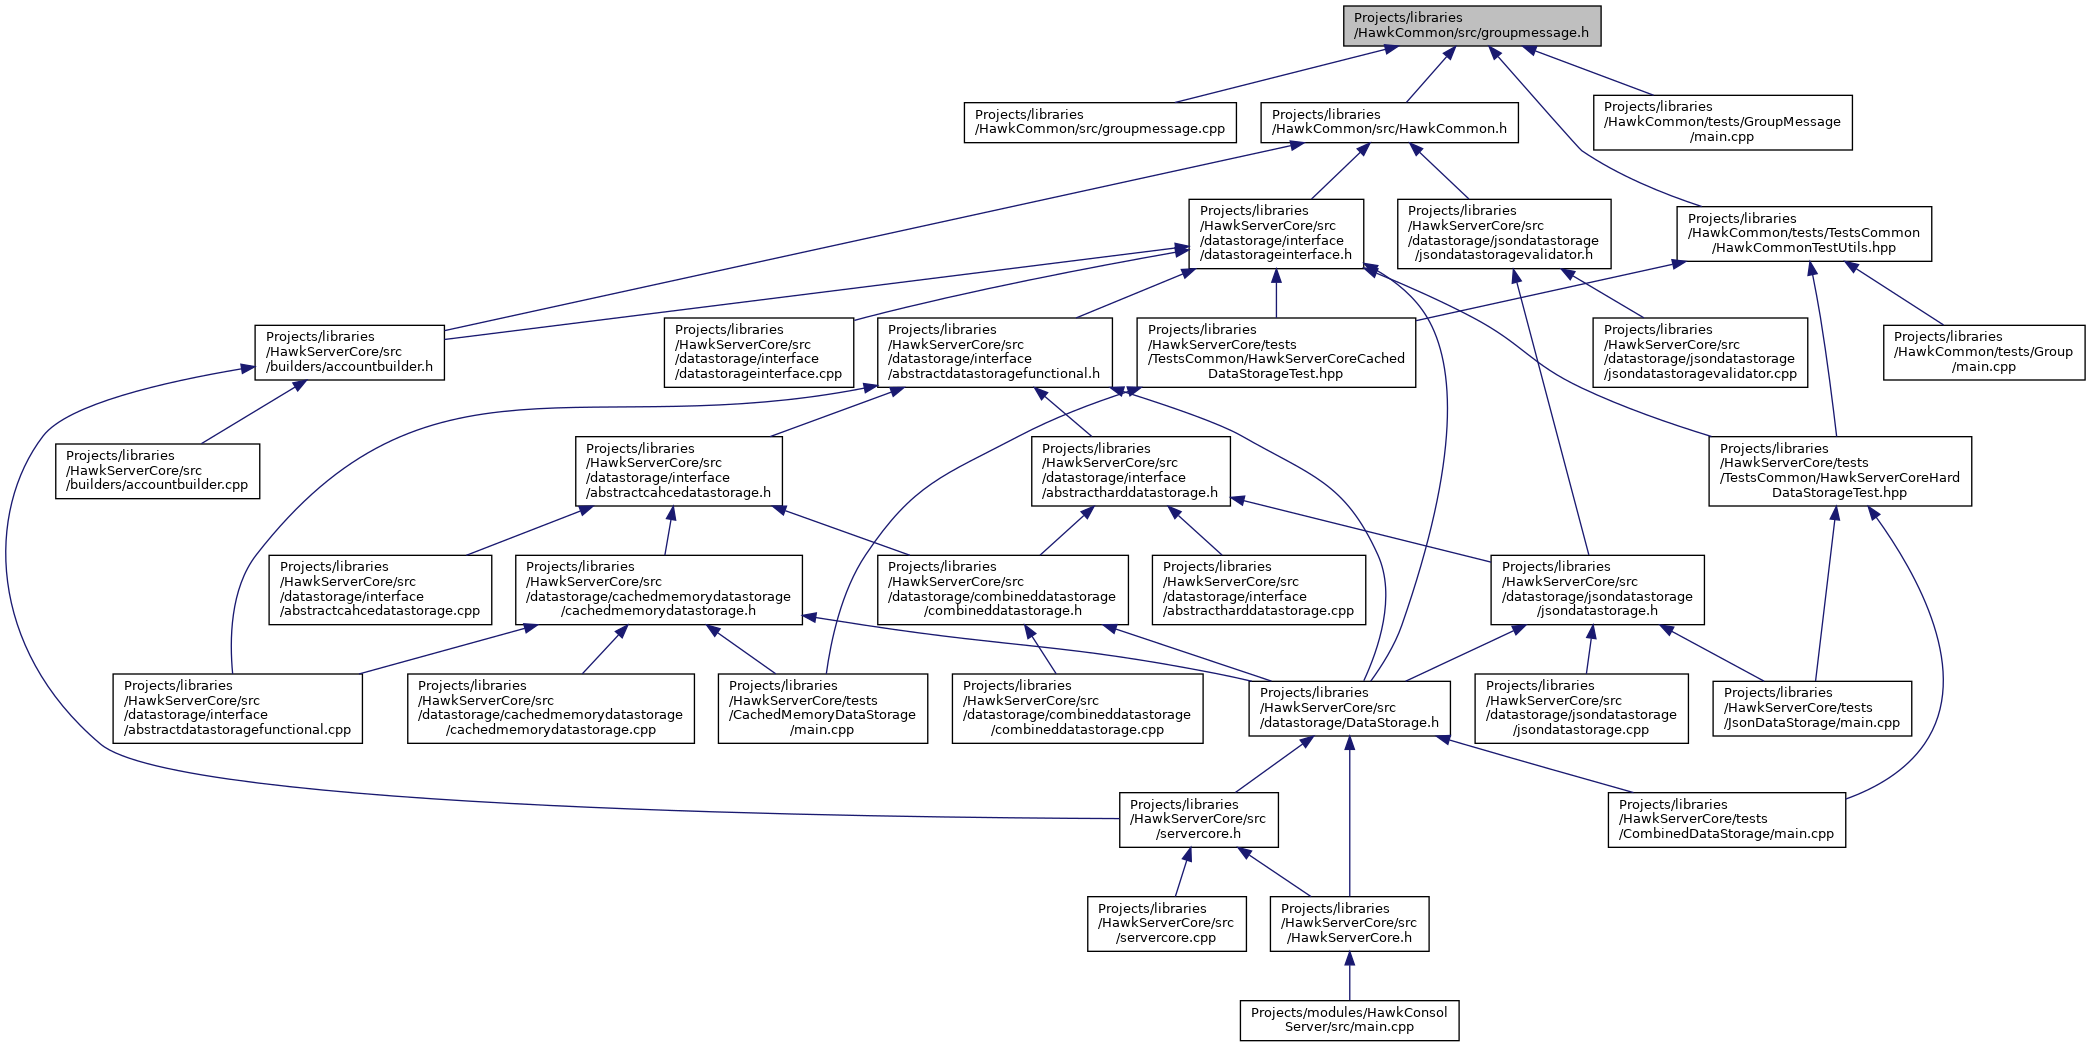 Projects/libraries
/HawkCommon/src/groupmessage.h
Projects/libraries
/HawkCommon/src/groupmessage.cpp
Projects/libraries
/HawkCommon/src/HawkCommon.h
Projects/libraries
/HawkCommon/tests/GroupMessage
/main.cpp
Projects/libraries
/HawkServerCore/src
/datastorage/interface
/datastorageinterface.h
Projects/libraries
/HawkServerCore/src
/datastorage/jsondatastorage
/jsondatastoragevalidator.h
Projects/libraries
/HawkCommon/tests/TestsCommon
/HawkCommonTestUtils.hpp
Projects/libraries
/HawkServerCore/src
/builders/accountbuilder.h
Projects/libraries
/HawkServerCore/src
/datastorage/interface
/datastorageinterface.cpp
Projects/libraries
/HawkServerCore/src
/datastorage/interface
/abstractdatastoragefunctional.h
Projects/libraries
/HawkServerCore/tests
/TestsCommon/HawkServerCoreCached
DataStorageTest.hpp
Projects/libraries
/HawkServerCore/src
/datastorage/jsondatastorage
/jsondatastoragevalidator.cpp
Projects/libraries
/HawkCommon/tests/Group
/main.cpp
Projects/libraries
/HawkServerCore/src
/builders/accountbuilder.cpp
Projects/libraries
/HawkServerCore/src
/datastorage/interface
/abstractcahcedatastorage.h
Projects/libraries
/HawkServerCore/src
/datastorage/interface
/abstractharddatastorage.h
Projects/libraries
/HawkServerCore/tests
/TestsCommon/HawkServerCoreHard
DataStorageTest.hpp
Projects/libraries
/HawkServerCore/src
/datastorage/interface
/abstractcahcedatastorage.cpp
Projects/libraries
/HawkServerCore/src
/datastorage/cachedmemorydatastorage
/cachedmemorydatastorage.h
Projects/libraries
/HawkServerCore/src
/datastorage/combineddatastorage
/combineddatastorage.h
Projects/libraries
/HawkServerCore/src
/datastorage/interface
/abstractharddatastorage.cpp
Projects/libraries
/HawkServerCore/src
/datastorage/jsondatastorage
/jsondatastorage.h
Projects/libraries
/HawkServerCore/src
/datastorage/interface
/abstractdatastoragefunctional.cpp
Projects/libraries
/HawkServerCore/src
/datastorage/cachedmemorydatastorage
/cachedmemorydatastorage.cpp
Projects/libraries
/HawkServerCore/tests
/CachedMemoryDataStorage
/main.cpp
Projects/libraries
/HawkServerCore/src
/datastorage/combineddatastorage
/combineddatastorage.cpp
Projects/libraries
/HawkServerCore/src
/datastorage/DataStorage.h
Projects/libraries
/HawkServerCore/src
/datastorage/jsondatastorage
/jsondatastorage.cpp
Projects/libraries
/HawkServerCore/tests
/JsonDataStorage/main.cpp
Projects/libraries
/HawkServerCore/src
/servercore.h
Projects/libraries
/HawkServerCore/tests
/CombinedDataStorage/main.cpp
Projects/libraries
/HawkServerCore/src
/servercore.cpp
Projects/libraries
/HawkServerCore/src
/HawkServerCore.h
Projects/modules/HawkConsol
Server/src/main.cpp